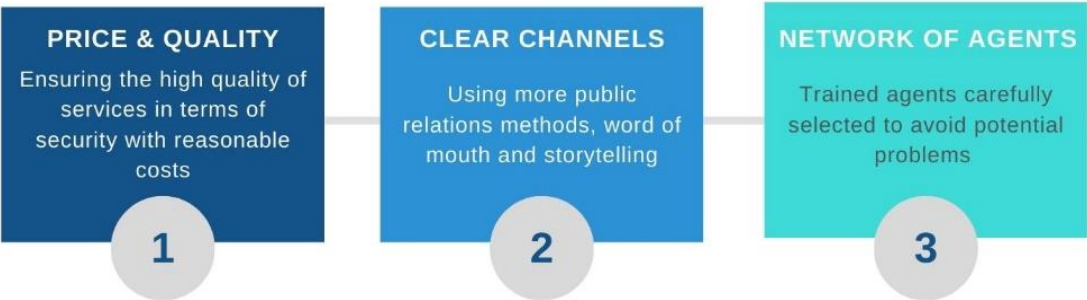 PRICE & QUALITY
Ensuring the high quality of
services in terms of
security with reasonable
costs
1
CLEAR CHANNELS
Using more public
relations methods, word of
mouth and storytelling
2
NETWORK OF AGENTS
Trained agents carefully
selected to avoid potential
problems
3